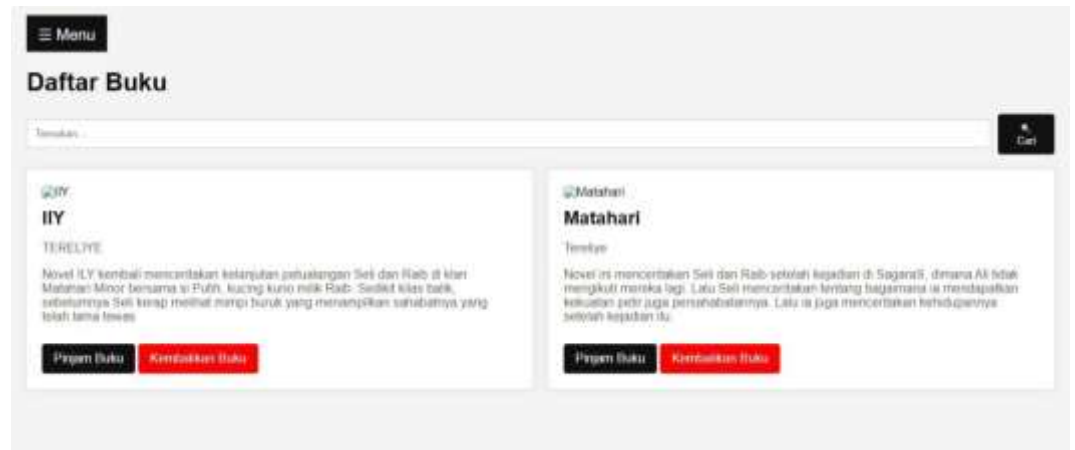 ☰ Menu
Daftar Buku
Temukan...
Cari
IlY
IlY
TERELIYE
Novel ILY kembali menceritakan kelanjutan petualangan Seli dan Raib di klan
Matahari Minor bersama si Putih, kucing kuno milik Raib. Sedikit kilas balik,
sebelumnya Seli kerap melihat mimpi buruk yang menampilkan sahabatnya yang
telah lama tewas
Pinjam Buku
Kembalikan Buku
Matahari
Matahari
Tereliye
Novel ini menceritakan Seli dan Raib setelah kejadian di SagaraS, dimana Ali tidak
mengikuti mereka lagi. Lalu Seli menceritakan tentang bagaimana ia mendapatkan
kekuatan petir juga persahabatannya. Lalu ia juga menceritakan kehidupannya
setelah kejadian itu.
Pinjam Buku
Kembalikan Buku